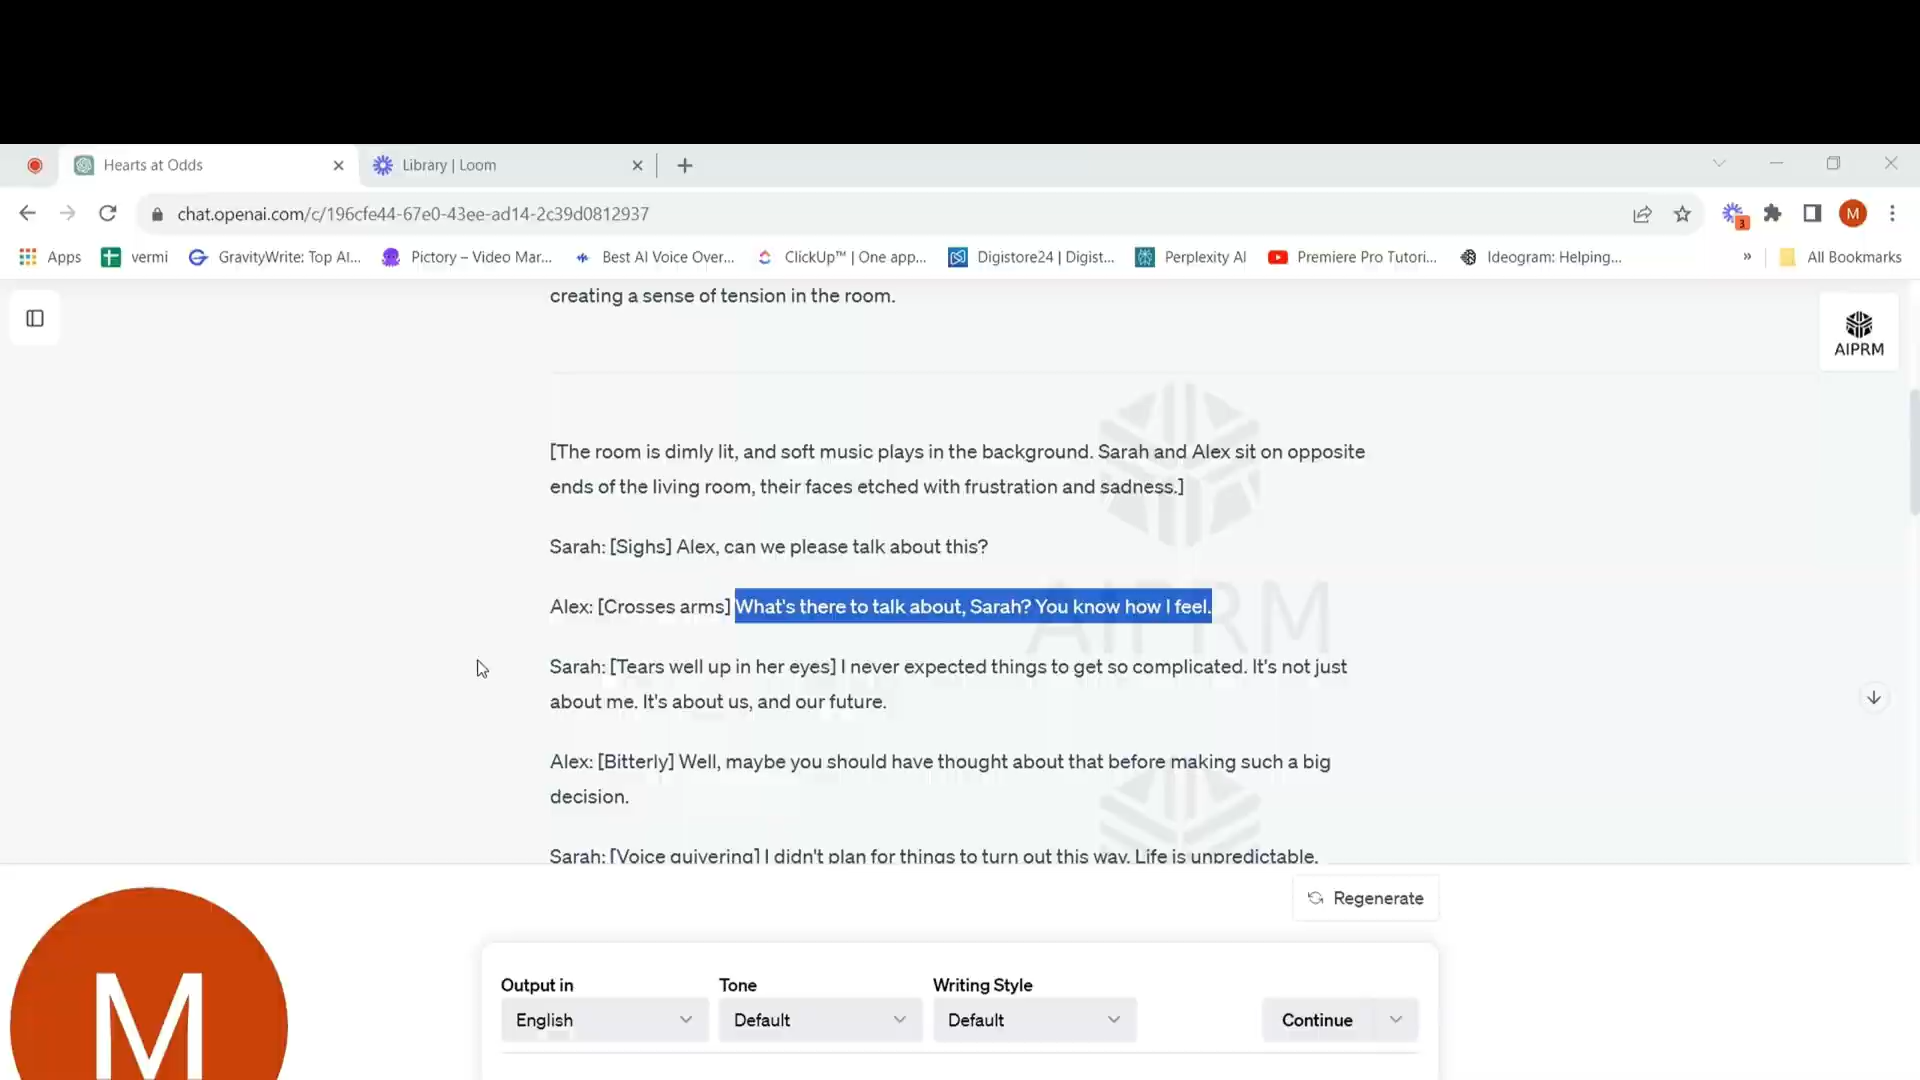 Hearts at Odds
Library | Loom
chat.openai.com/c/196cfe44-67e0-43ee-ad14-2c39d0812937
3
M
Apps
vermi
GravityWrite: Top AI...
Pictory – Video Mar...
Best AI Voice Over...
ClickUp™ | One app...
Digistore24 | Digist...
Perplexity AI
Premiere Pro Tutori...
Ideogram: Helping...
»
All Bookmarks
creating a sense of tension in the room.
AIPRM
[The room is dimly lit, and soft music plays in the background. Sarah and Alex sit on opposite
ends of the living room, their faces etched with frustration and sadness.]
Sarah: [Sighs] Alex, can we please talk about this?
Alex: [Crosses arms] What's there to talk about, Sarah? You know how I feel.
AIPRM
Sarah: [Tears well up in her eyes] I never expected things to get so complicated. It's not just
about me. It's about us, and our future.
Alex: [Bitterly] Well, maybe you should have thought about that before making such a big
decision.
Sarah: [Voice quivering] I didn't plan for things to turn out this way. Life is unpredictable.
Regenerate
M
Output in
Tone
Writing Style
English
Default
Default
Continue